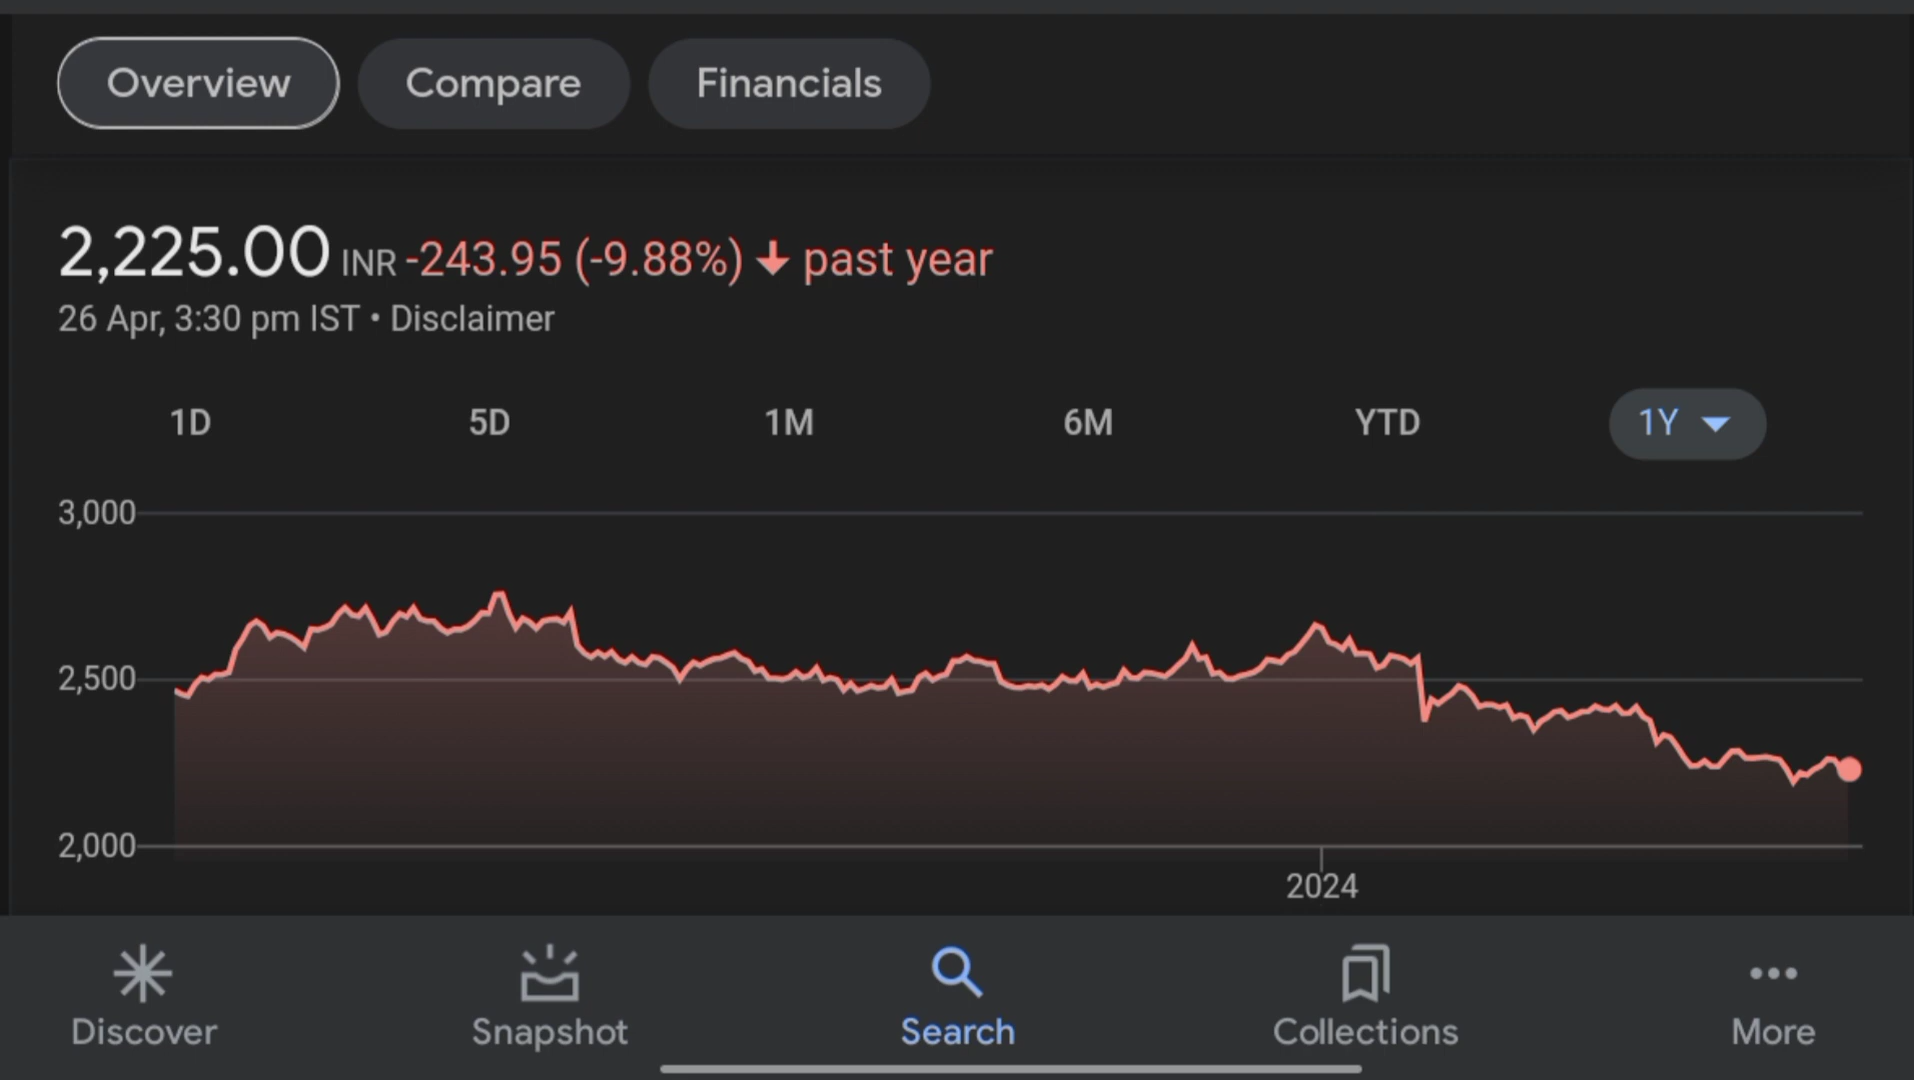 Overview Compare Financials
2,225.00 INR -243.95 (-9.88%) ↓ past year
26 Apr, 3:30 pm IST • Disclaimer
1D 5D 1M 6M YTD 1Y
3,000
2,500
2,000
2024
Discover Snapshot Search Collections More